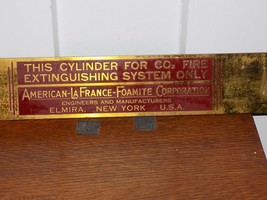 THIS CYLINDER FOR CO₂ FIRE
EXTINGUISHING SYSTEM ONLY
AMERICAN-LAFRANCE-FOAMITE CORPORATION
ENGINEERS AND MANUFACTURERS
ELMIRA, NEW YORK U.S.A.